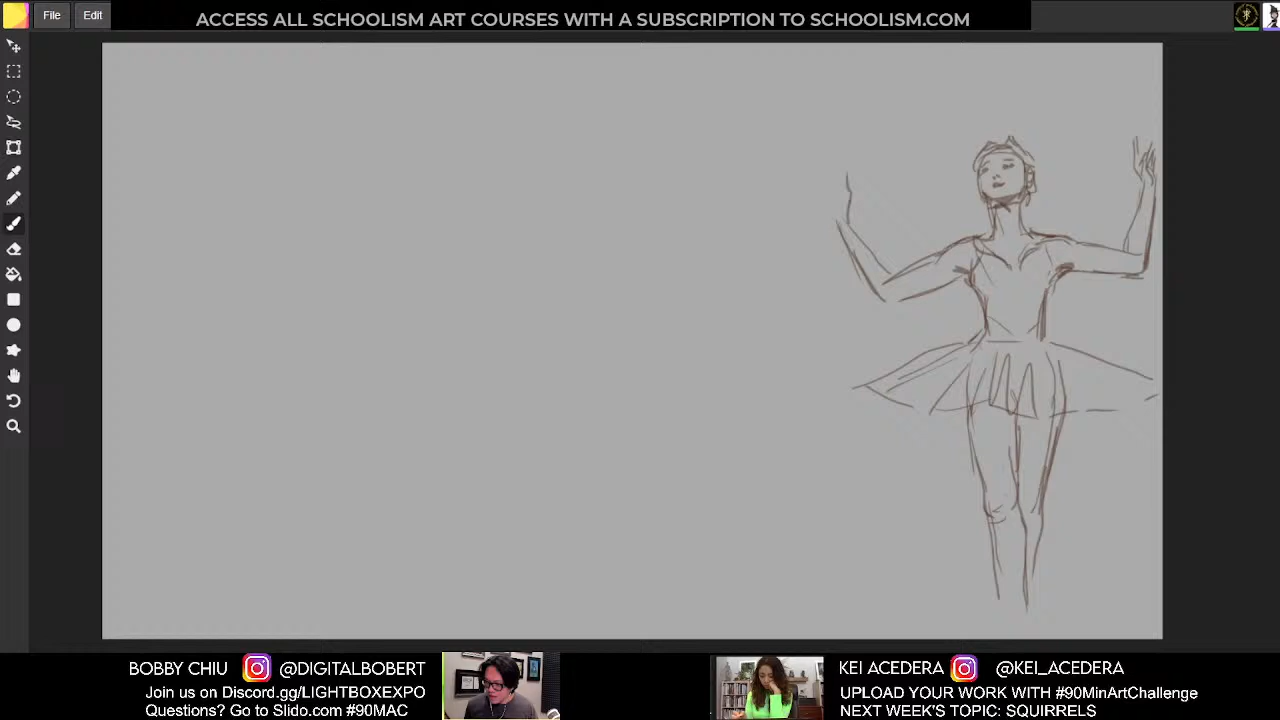 File Edit ACCESS ALL SCHOOLISM ART COURSES WITH A SUBSCRIPTION TO SCHOOLISM.COM
BOBBY CHIU @DIGITALBOBERT
Join us on Discord.gg/LIGHTBOXEXPO
Questions? Go to Slido.com #90MAC
KEI ACEDERA @KEI_ACEDERA
UPLOAD YOUR WORK WITH #90MinArtChallenge
NEXT WEEK'S TOPIC: SQUIRRELS